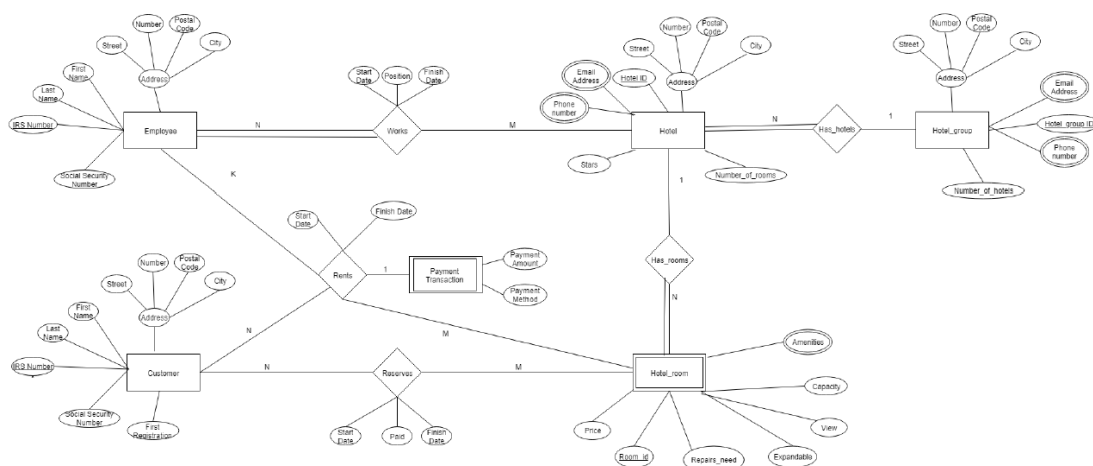 Number
Postal
Code
Street
City
Address
First
Name
Last
Name
IRS Number
Social Security
Number
Employee
N
Start
Date
Position
Finish
Date
Works
M
Number
Postal
Code
Street
City
Address
Email
Address
Hotel ID
Phone
number
Hotel
Stars
Number_of_rooms
N
Has_hotels
1
Number
Postal
Code
Street
City
Address
Hotel_group
Email
Address
Hotel_group ID
Phone
number
Number_of_hotels
K
Start
Date
Finish Date
Rents
1
Payment
Transaction
Payment
Amount
Payment
Method
1
Has_rooms
N
N
M
Number
Postal
Code
Street
City
Address
First
Name
Last
Name
IRS Number
Social Security
Number
First
Registration
Customer
N
Reserves
M
Start
Date
Paid
Finish
Date
Hotel_room
Amenities
Capacity
View
Expandable
Repairs_need
Room_id
Price